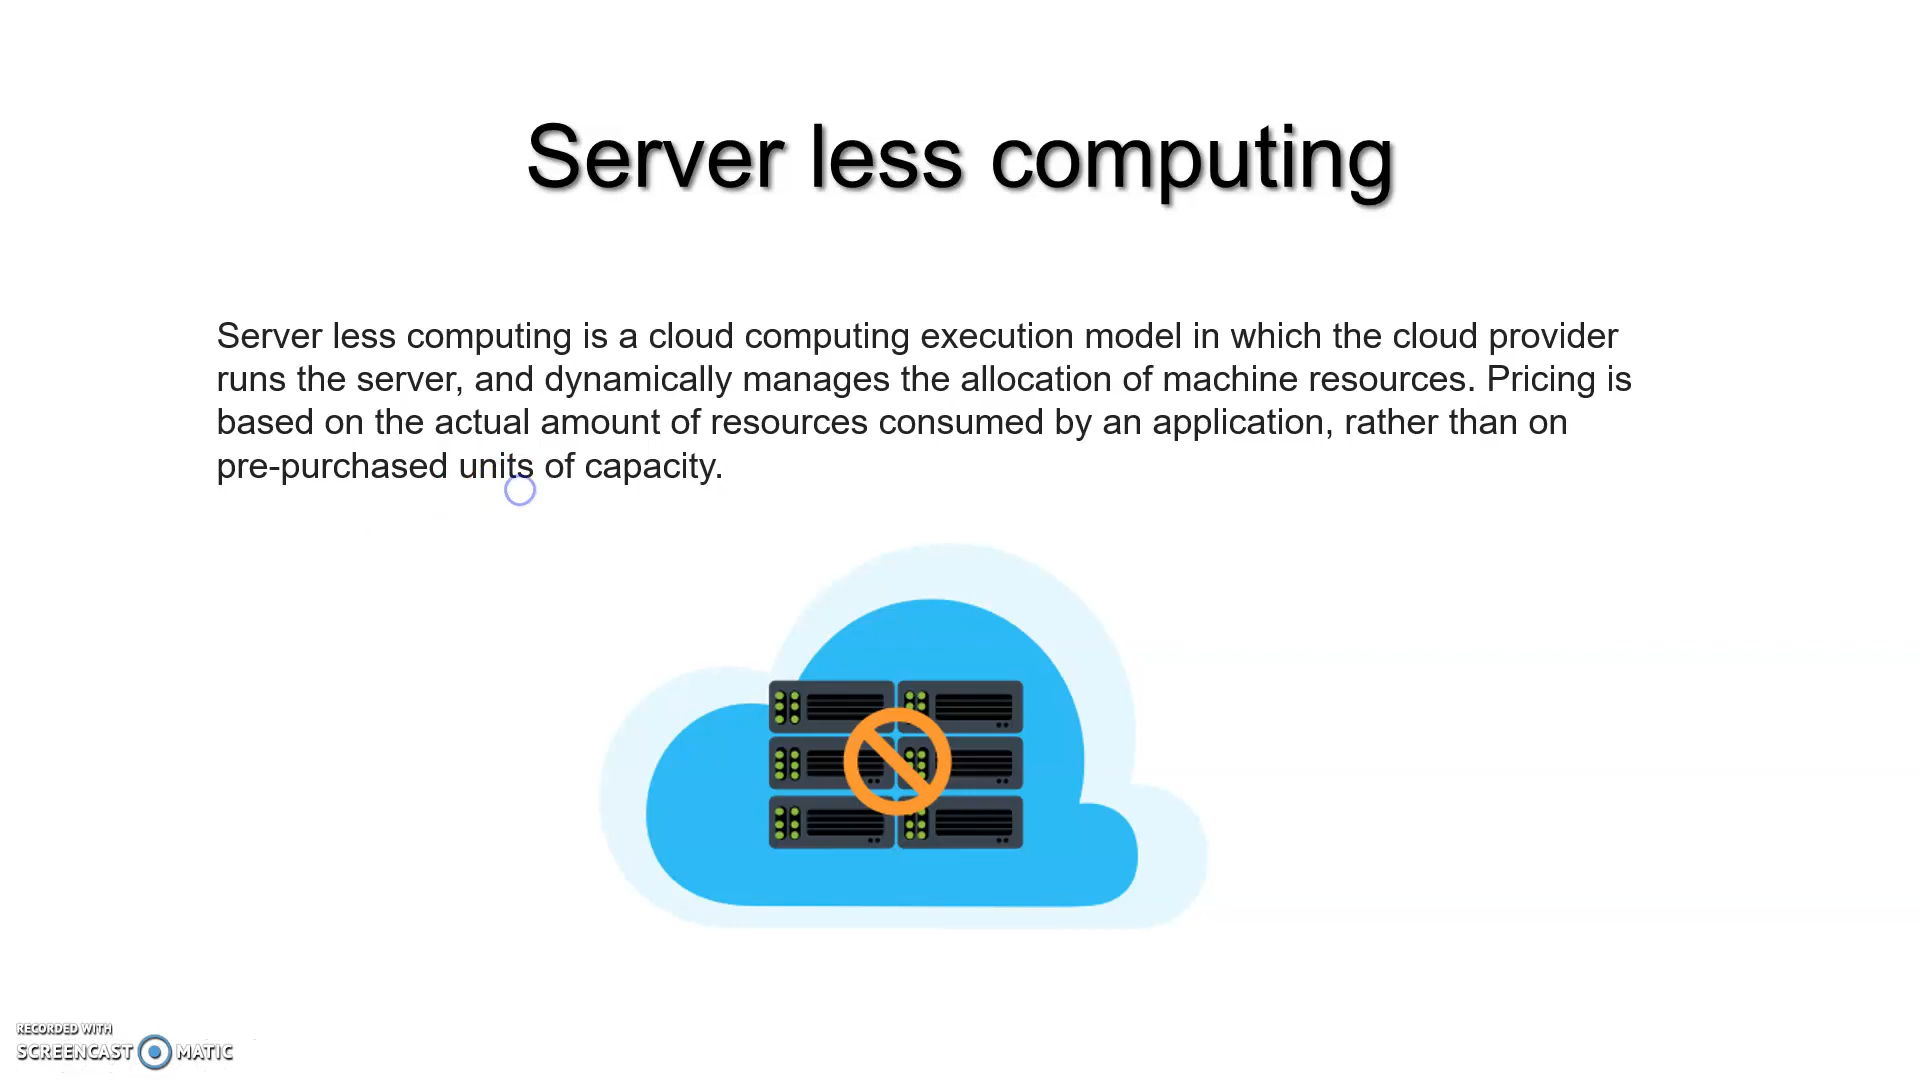 Server less computing
Server less computing is a cloud computing execution model in which the cloud provider
runs the server, and dynamically manages the allocation of machine resources. Pricing is
based on the actual amount of resources consumed by an application, rather than on
pre-purchased units of capacity.
RECORDED WITH
SCREENCAST MATIC